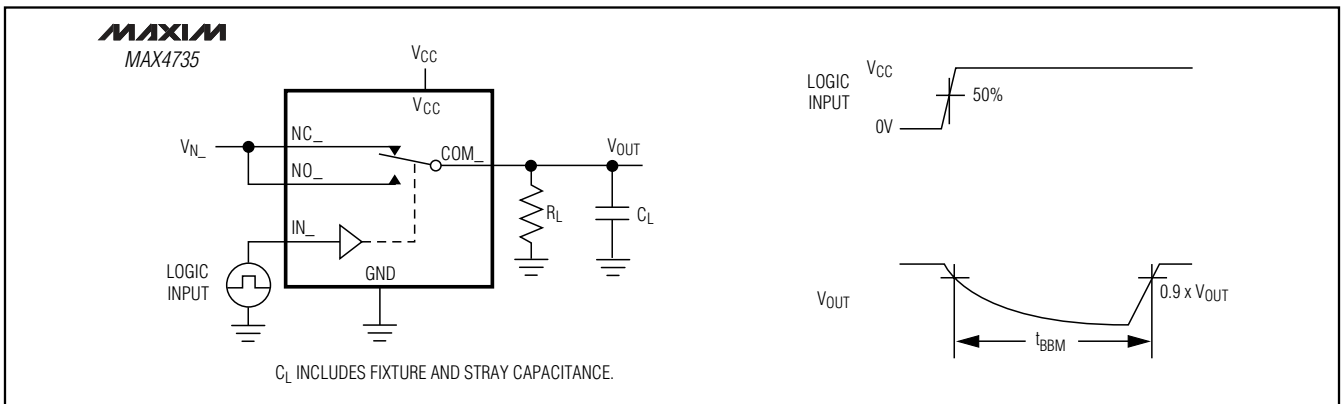 MAXIM
MAX4735
VCC
VCC
VN_
NC_
NO_
COM_
VOUT
RL
CL
IN_
LOGIC
INPUT
GND
CL INCLUDES FIXTURE AND STRAY CAPACITANCE.
LOGIC
INPUT
VCC
50%
0V
VOUT
0.9 x VOUT
tBBM